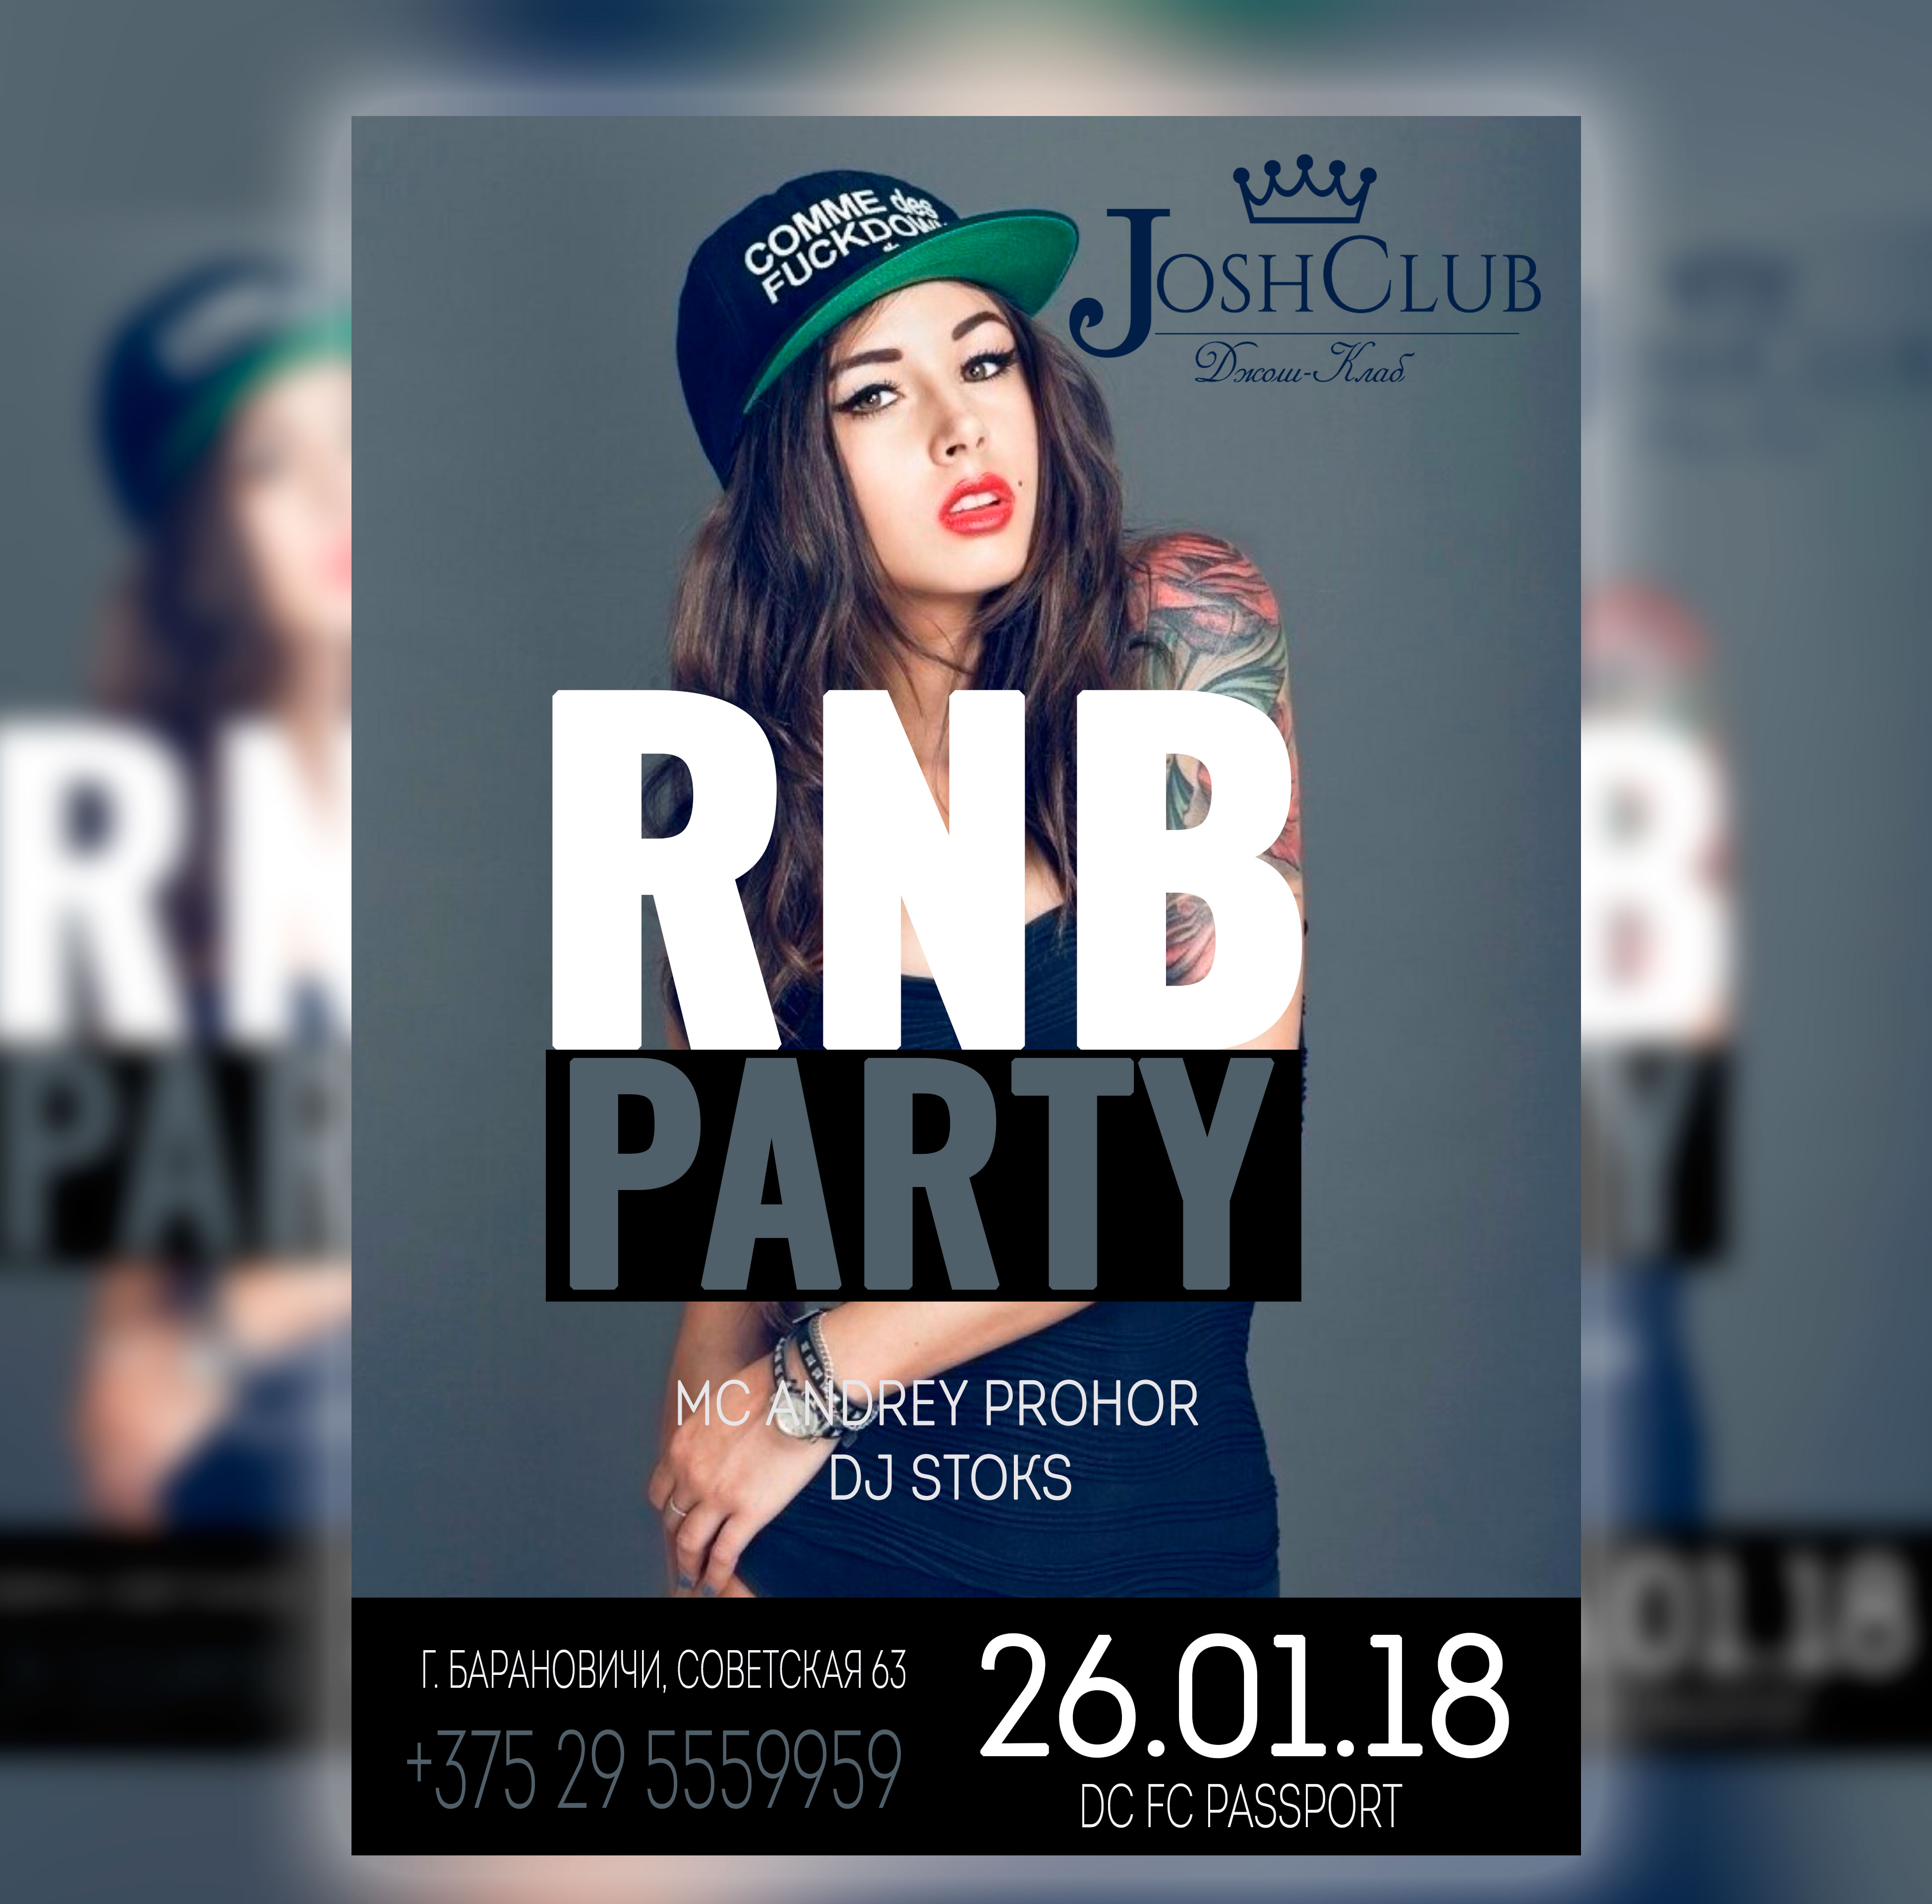 COMME des
FUCKDOWN
JOSHCLUB
Джош-Клаб
RNB
PARTY
MC ANDREY PROHOR
DJ STOKS
Г. БАРАНОВИЧИ, СОВЕТСКАЯ 63
+375 29 5559959
26.01.18
DC FC PASSPORT